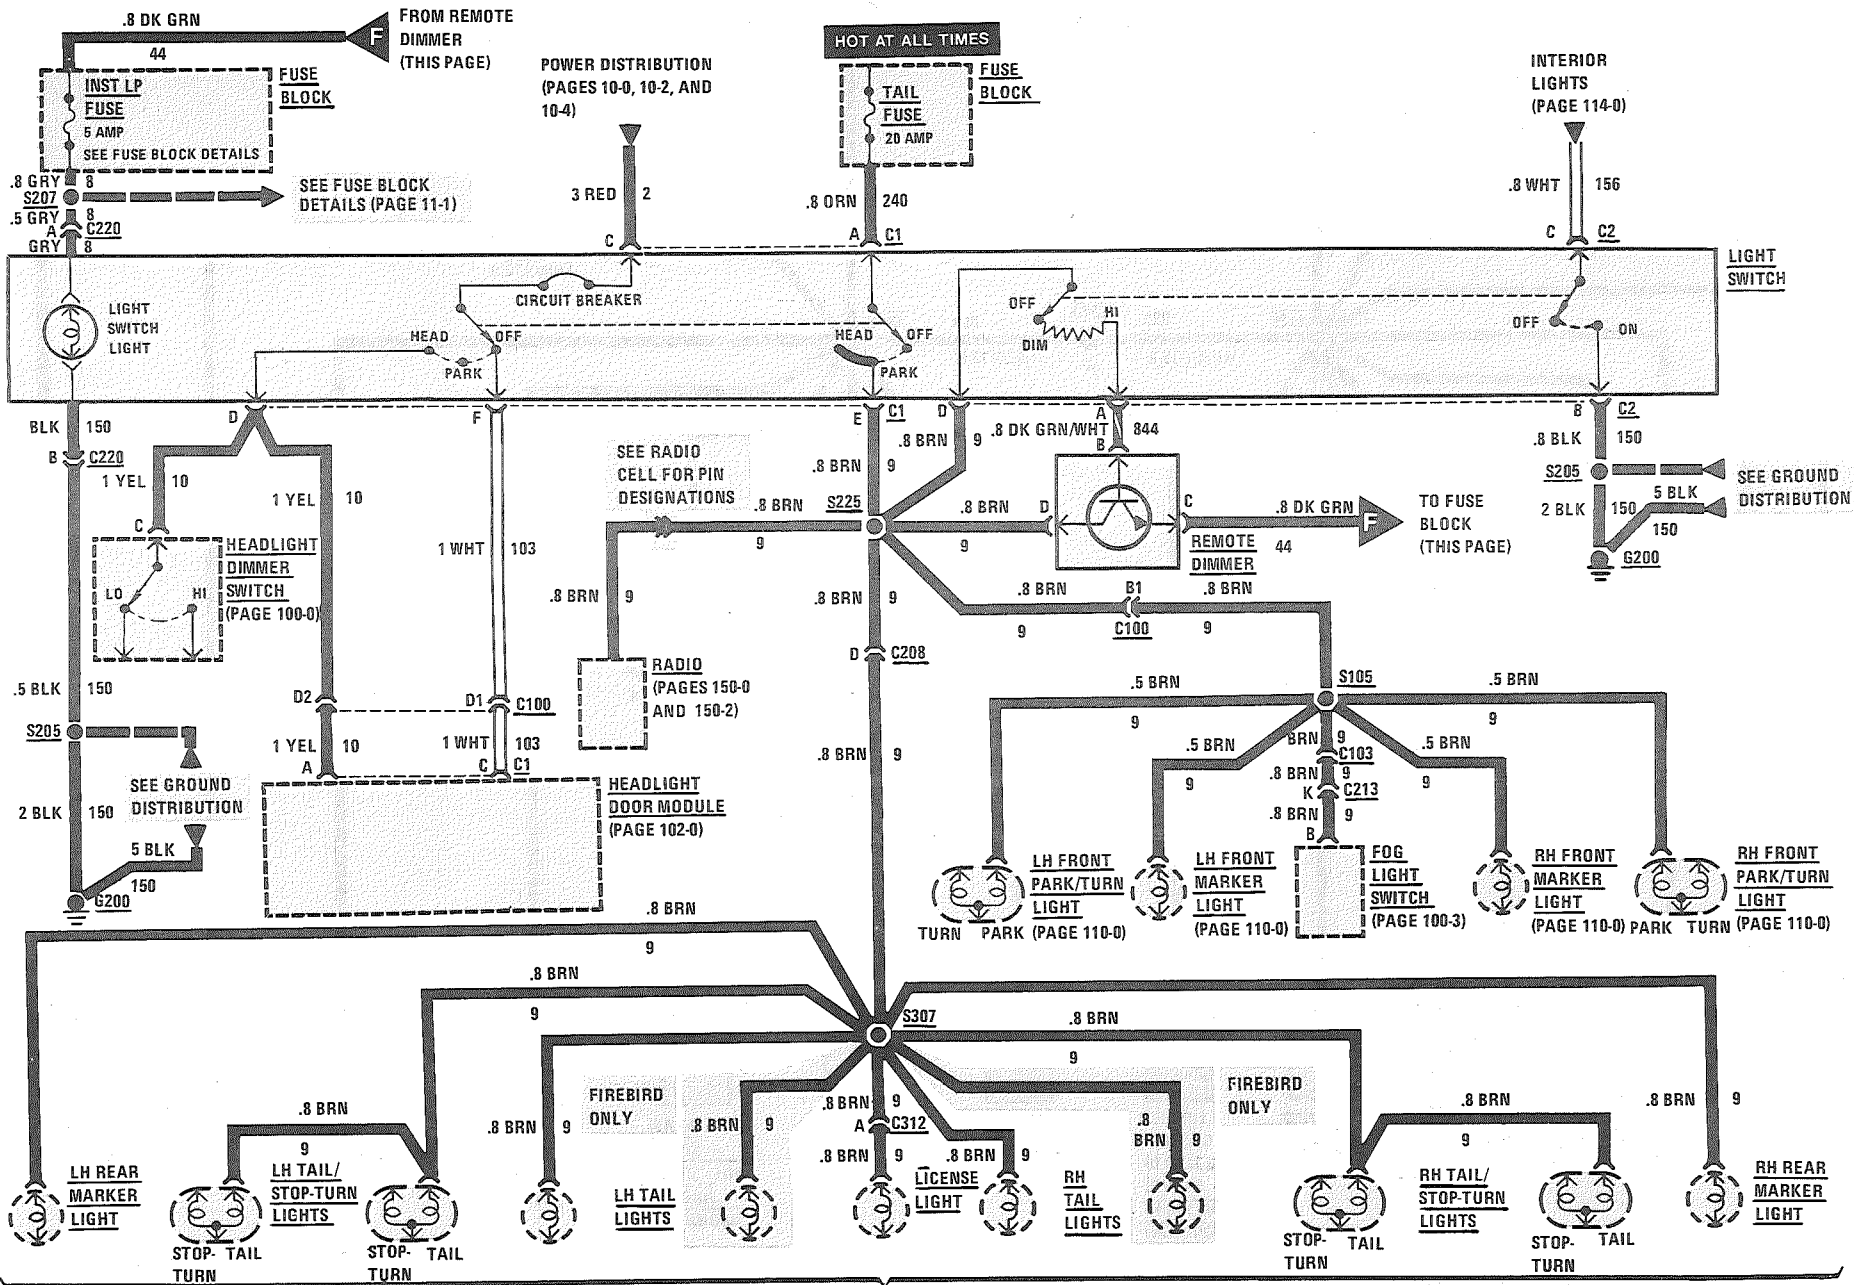 .8 DK GRN
44
F
FROM REMOTE
DIMMER
(THIS PAGE)
INST LP
FUSE
5 AMP
SEE FUSE BLOCK DETAILS
FUSE
BLOCK
.8 GRY
8
S207
.5 GRY
8
A
C220
GRY
8
SEE FUSE BLOCK
DETAILS (PAGE 11-1)
POWER DISTRIBUTION
(PAGES 10-0, 10-2, AND
10-4)
3 RED
2
C
HOT AT ALL TIMES
TAIL
FUSE
20 AMP
FUSE
BLOCK
.8 ORN
240
A
C1
INTERIOR
LIGHTS
(PAGE 114-0)
.8 WHT
156
C
C2
LIGHT
SWITCH
LIGHT
SWITCH
LIGHT
CIRCUIT BREAKER
HEAD
OFF
PARK
HEAD
OFF
PARK
OFF
HI
DIM
OFF
ON
BLK
150
B
C220
D
F
E
C1
D
A
.8 DK GRN/WHT
844
B
B
C2
.8 BLK
150
S205
SEE GROUND
DISTRIBUTION
2 BLK
150
5 BLK
150
G200
1 YEL
10
1 YEL
10
C
HEADLIGHT
DIMMER
SWITCH
(PAGE 100-0)
LO
HI
1 WHT
103
SEE RADIO
CELL FOR PIN
DESIGNATIONS
.8 BRN
9
.8 BRN
9
.8 BRN
9
S225
.8 BRN
9
D
C
REMOTE
DIMMER
.8 DK GRN
44
F
TO FUSE
BLOCK
(THIS PAGE)
.8 BRN
9
RADIO
(PAGES 150-0
AND 150-2)
.8 BRN
9
D
C208
.8 BRN
9
.8 BRN
9
B1
C100
.8 BRN
9
.5 BLK
150
S205
SEE GROUND
DISTRIBUTION
2 BLK
150
5 BLK
150
G200
D2
D1
C100
1 YEL
10
1 WHT
103
A
C
C1
HEADLIGHT
DOOR MODULE
(PAGE 102-0)
S105
.5 BRN
9
.5 BRN
9
.5 BRN
9
.5 BRN
9
BRN
9
C103
.8 BRN
9
K
C213
.8 BRN
9
B
LH FRONT
PARK/TURN
LIGHT
(PAGE 110-0)
TURN
PARK
LH FRONT
MARKER
LIGHT
(PAGE 110-0)
FOG
LIGHT
SWITCH
(PAGE 100-3)
RH FRONT
MARKER
LIGHT
(PAGE 110-0)
RH FRONT
PARK/TURN
LIGHT
(PAGE 110-0)
PARK
TURN
.8 BRN
9
.8 BRN
9
S307
.8 BRN
9
FIREBIRD
ONLY
FIREBIRD
ONLY
.8 BRN
9
.8 BRN
9
.8 BRN
9
.8 BRN
9
A
C312
.8 BRN
9
.8 BRN
9
.8
BRN
9
.8 BRN
9
.8 BRN
9
LH REAR
MARKER
LIGHT
LH TAIL/
STOP-TURN
LIGHTS
STOP-
TURN
TAIL
STOP-
TURN
TAIL
LH TAIL
LIGHTS
LICENSE
LIGHT
RH
TAIL
LIGHTS
STOP-
TURN
TAIL
RH TAIL/
STOP-TURN
LIGHTS
STOP-
TURN
TAIL
RH REAR
MARKER
LIGHT